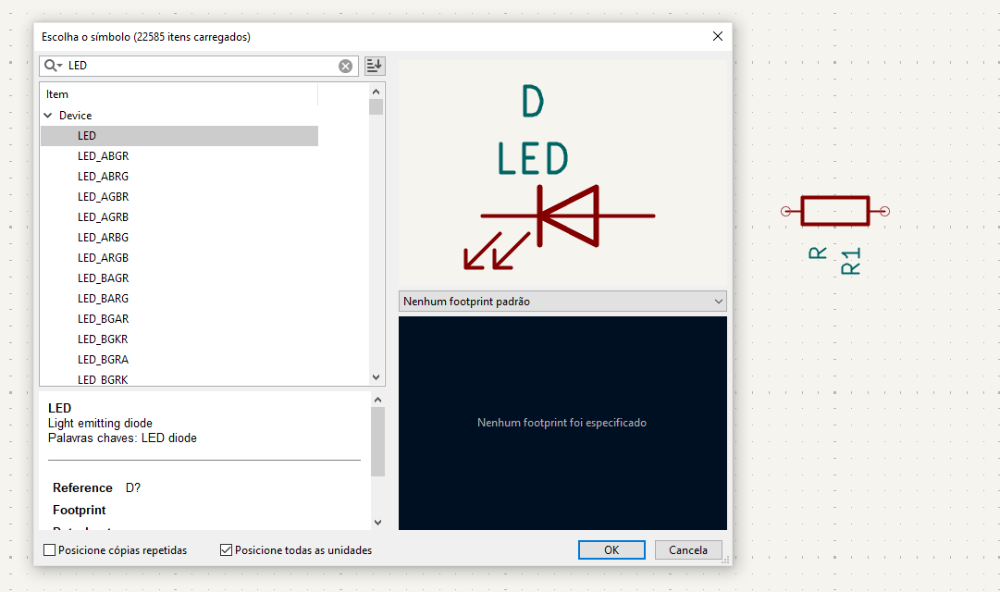 Escolha o símbolo (22585 itens carregados)
LED
Item
Device
LED
LED_ABGR
LED_ABRG
LED_AGBR
LED_AGRB
LED_ARBG
LED_ARGB
LED_BAGR
LED_BARG
LED_BGAR
LED_BGKR
LED_BGRA
LED_BGRK
LED
Light emitting diode
Palavras chaves: LED diode
Reference D?
Footprint
D
LED
Nenhum footprint padrão
Nenhum footprint foi especificado
Posicione cópias repetidas
Posicione todas as unidades
OK
Cancela
R
R1